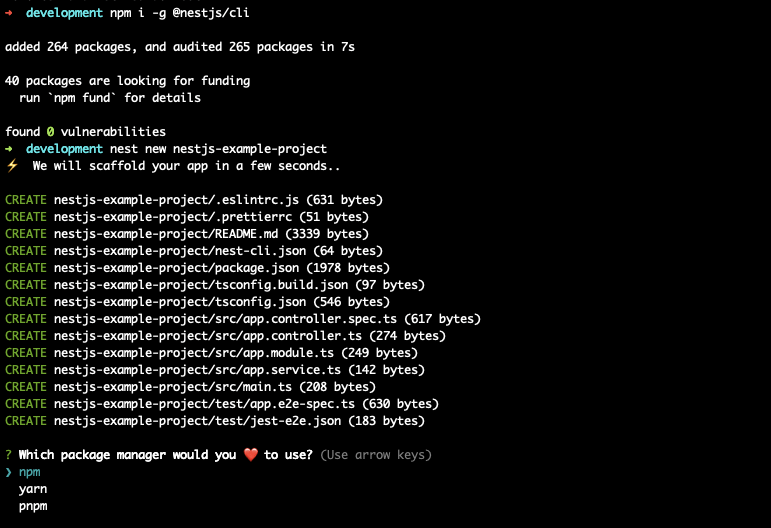 ➜  development npm i -g @nestjs/cli
added 264 packages, and audited 265 packages in 7s
40 packages are looking for funding
  run `npm fund` for details
found 0 vulnerabilities
➜  development nest new nestjs-example-project
⚡  We will scaffold your app in a few seconds..
CREATE nestjs-example-project/.eslintrc.js (631 bytes)
CREATE nestjs-example-project/.prettierrc (51 bytes)
CREATE nestjs-example-project/README.md (3339 bytes)
CREATE nestjs-example-project/nest-cli.json (64 bytes)
CREATE nestjs-example-project/package.json (1978 bytes)
CREATE nestjs-example-project/tsconfig.build.json (97 bytes)
CREATE nestjs-example-project/tsconfig.json (546 bytes)
CREATE nestjs-example-project/src/app.controller.spec.ts (617 bytes)
CREATE nestjs-example-project/src/app.controller.ts (274 bytes)
CREATE nestjs-example-project/src/app.module.ts (249 bytes)
CREATE nestjs-example-project/src/app.service.ts (142 bytes)
CREATE nestjs-example-project/src/main.ts (208 bytes)
CREATE nestjs-example-project/test/app.e2e-spec.ts (630 bytes)
CREATE nestjs-example-project/test/jest-e2e.json (183 bytes)
? Which package manager would you ❤️ to use? (Use arrow keys)
❯ npm
  yarn
  pnpm